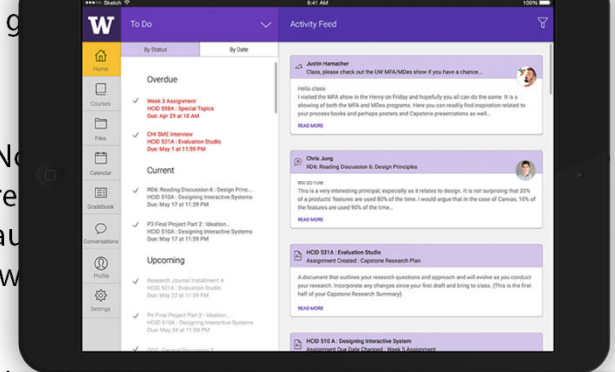 Sketch
9:41 AM
100%
g
W
To Do
Activity Feed
Home
Courses
Files
Calendar
Gradebook
Conversations
Profile
Settings
By Status
By Date
Overdue
Week 3 Assignment
HCID 598A : Special Topics
Due: Apr 29 at 10 AM
CHI SME Interview
HCID 531A : Evaluation Studio
Due: May 1 at 11:59 PM
Current
RD6: Reading Discussion 6 : Design Princ...
HCID 510A : Designing Interactive Systems
Due: May 17 at 11:59 PM
P3 Final Project Part 2 : Ideation..
HCID 510A : Designing Interactive Systems
Due: May 17 at 11:59 PM
Upcoming
Research Journal Installment 4
HCID 521A : Evaluation Studio
Due: May 22 at 11:59 PM
P4 Final Project Part 2 : Ideation..
HCID 510A : Designing Interactive Systems
Due: May 24 at 11:59 PM
Justin Hamacher
Class, please check out the UW MFA/MDes show if you have a chance...
Hello class-
I visited the MFA show in the Henry on Friday and hopefully you all can do the same. It is a
showing of both the MFA and MDes programs. Here you can readily find inspiration related to
your process books and perhaps posters and Capstone presentations as well...
READ MORE
Chris Jung
RD6: Reading Discussion 6: Design Principles
80/20 rule
This is a very interesting principal, especially as it relates to design. It is not surprising that 20%
of a products' features are used 80% of the time. I would argue that in the case of Canvas, 10% of
the features are used 90% of the time...
READ MORE
HCID 531A : Evaluation Studio
Assignment Created : Capstone Research Plan
A document that outlines your research questions and approach and will evolve as you conduct
your research. Incorporate any changes since your first draft and bring to class. (This is the first
half of your Capstone Research Summary)
READ MORE
HCID 510 A : Designing Interactive System
Assignment Due Date Changed : Week 5 Assignment
No
re
au
w